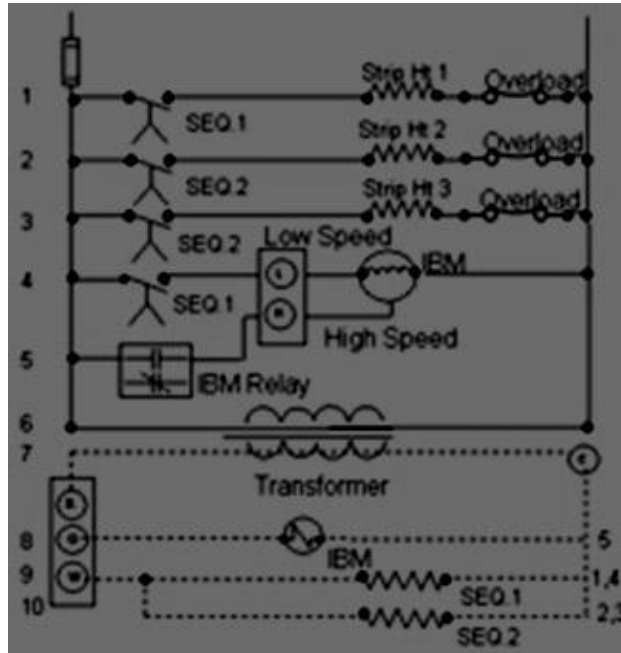 1
Strip Ht 1
Overload
SEQ.1
2
Strip Ht 2
Overload
SEQ.2
3
Strip Ht 3
Overload
SEQ.2
4
Low Speed
L
IBM
SEQ.1
H
High Speed
5
IBM Relay
6
7
Transformer
C
R
8
G
IBM
5
9
W
SEQ.1
1,4
10
SEQ.2
2,3